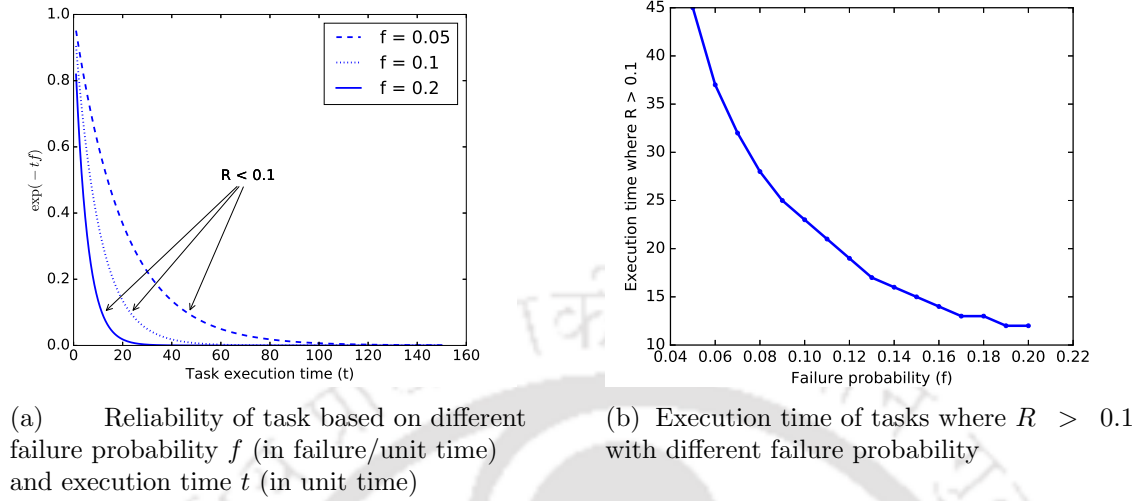 1.0
0.8
0.6
0.4
0.2
0.0
exp(−tf)
f = 0.05
f = 0.1
f = 0.2
R < 0.1
0 20 40 60 80 100 120 140 160
Task execution time (t)
45
40
35
30
25
20
15
10
Execution time where R > 0.1
0.04 0.06 0.08 0.10 0.12 0.14 0.16 0.18 0.20 0.22
Failure probability (f)
(a) Reliability of task based on different
failure probability f (in failure/unit time)
and execution time t (in unit time)
(b) Execution time of tasks where R > 0.1
with different failure probability